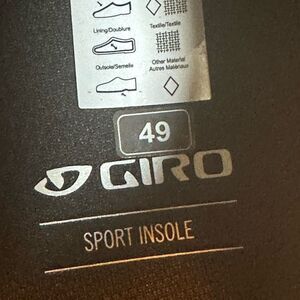 Lining/Doublure
Textile/Textile
Outsole/Semelle
Other Material
Autres Matériaux
49
GIRO
SPORT INSOLE